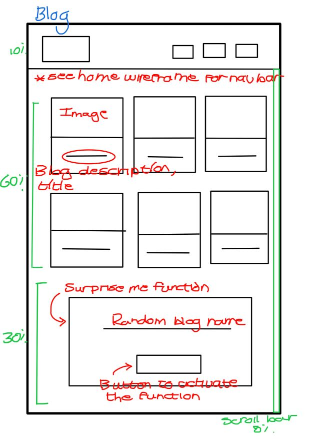 Blog
10%
*see home wireframe for navbar
Image
Blog description,
title
60%
Surprise me function
Random blog name
30%
Button to activate
the function
scroll bar
8%